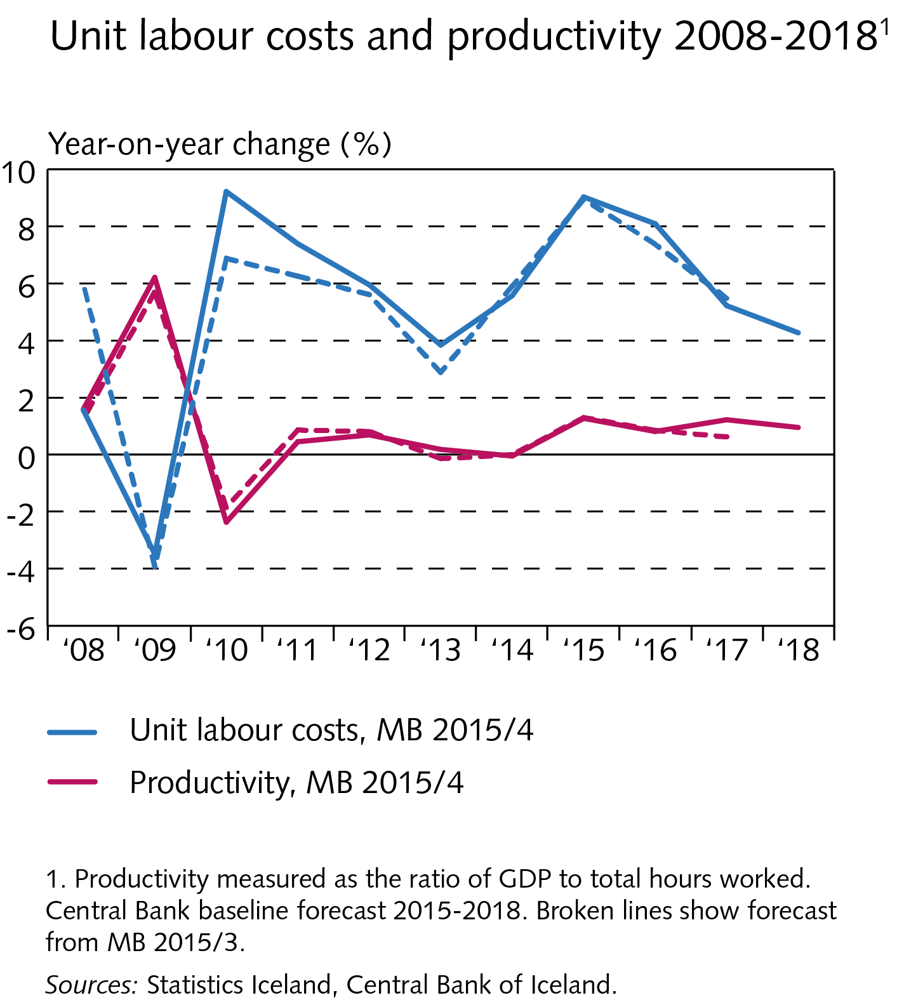 Unit labour costs and productivity 2008-2018¹
Year-on-year change (%)
10
8
6
4
2
0
-2
-4
-6
‘08 ‘09 ‘10 ‘11 ‘12 ‘13 ‘14 ‘15 ‘16 ‘17 ‘18
Unit labour costs, MB 2015/4
Productivity, MB 2015/4
1. Productivity measured as the ratio of GDP to total hours worked.
Central Bank baseline forecast 2015-2018. Broken lines show forecast
from MB 2015/3.
Sources: Statistics Iceland, Central Bank of Iceland.